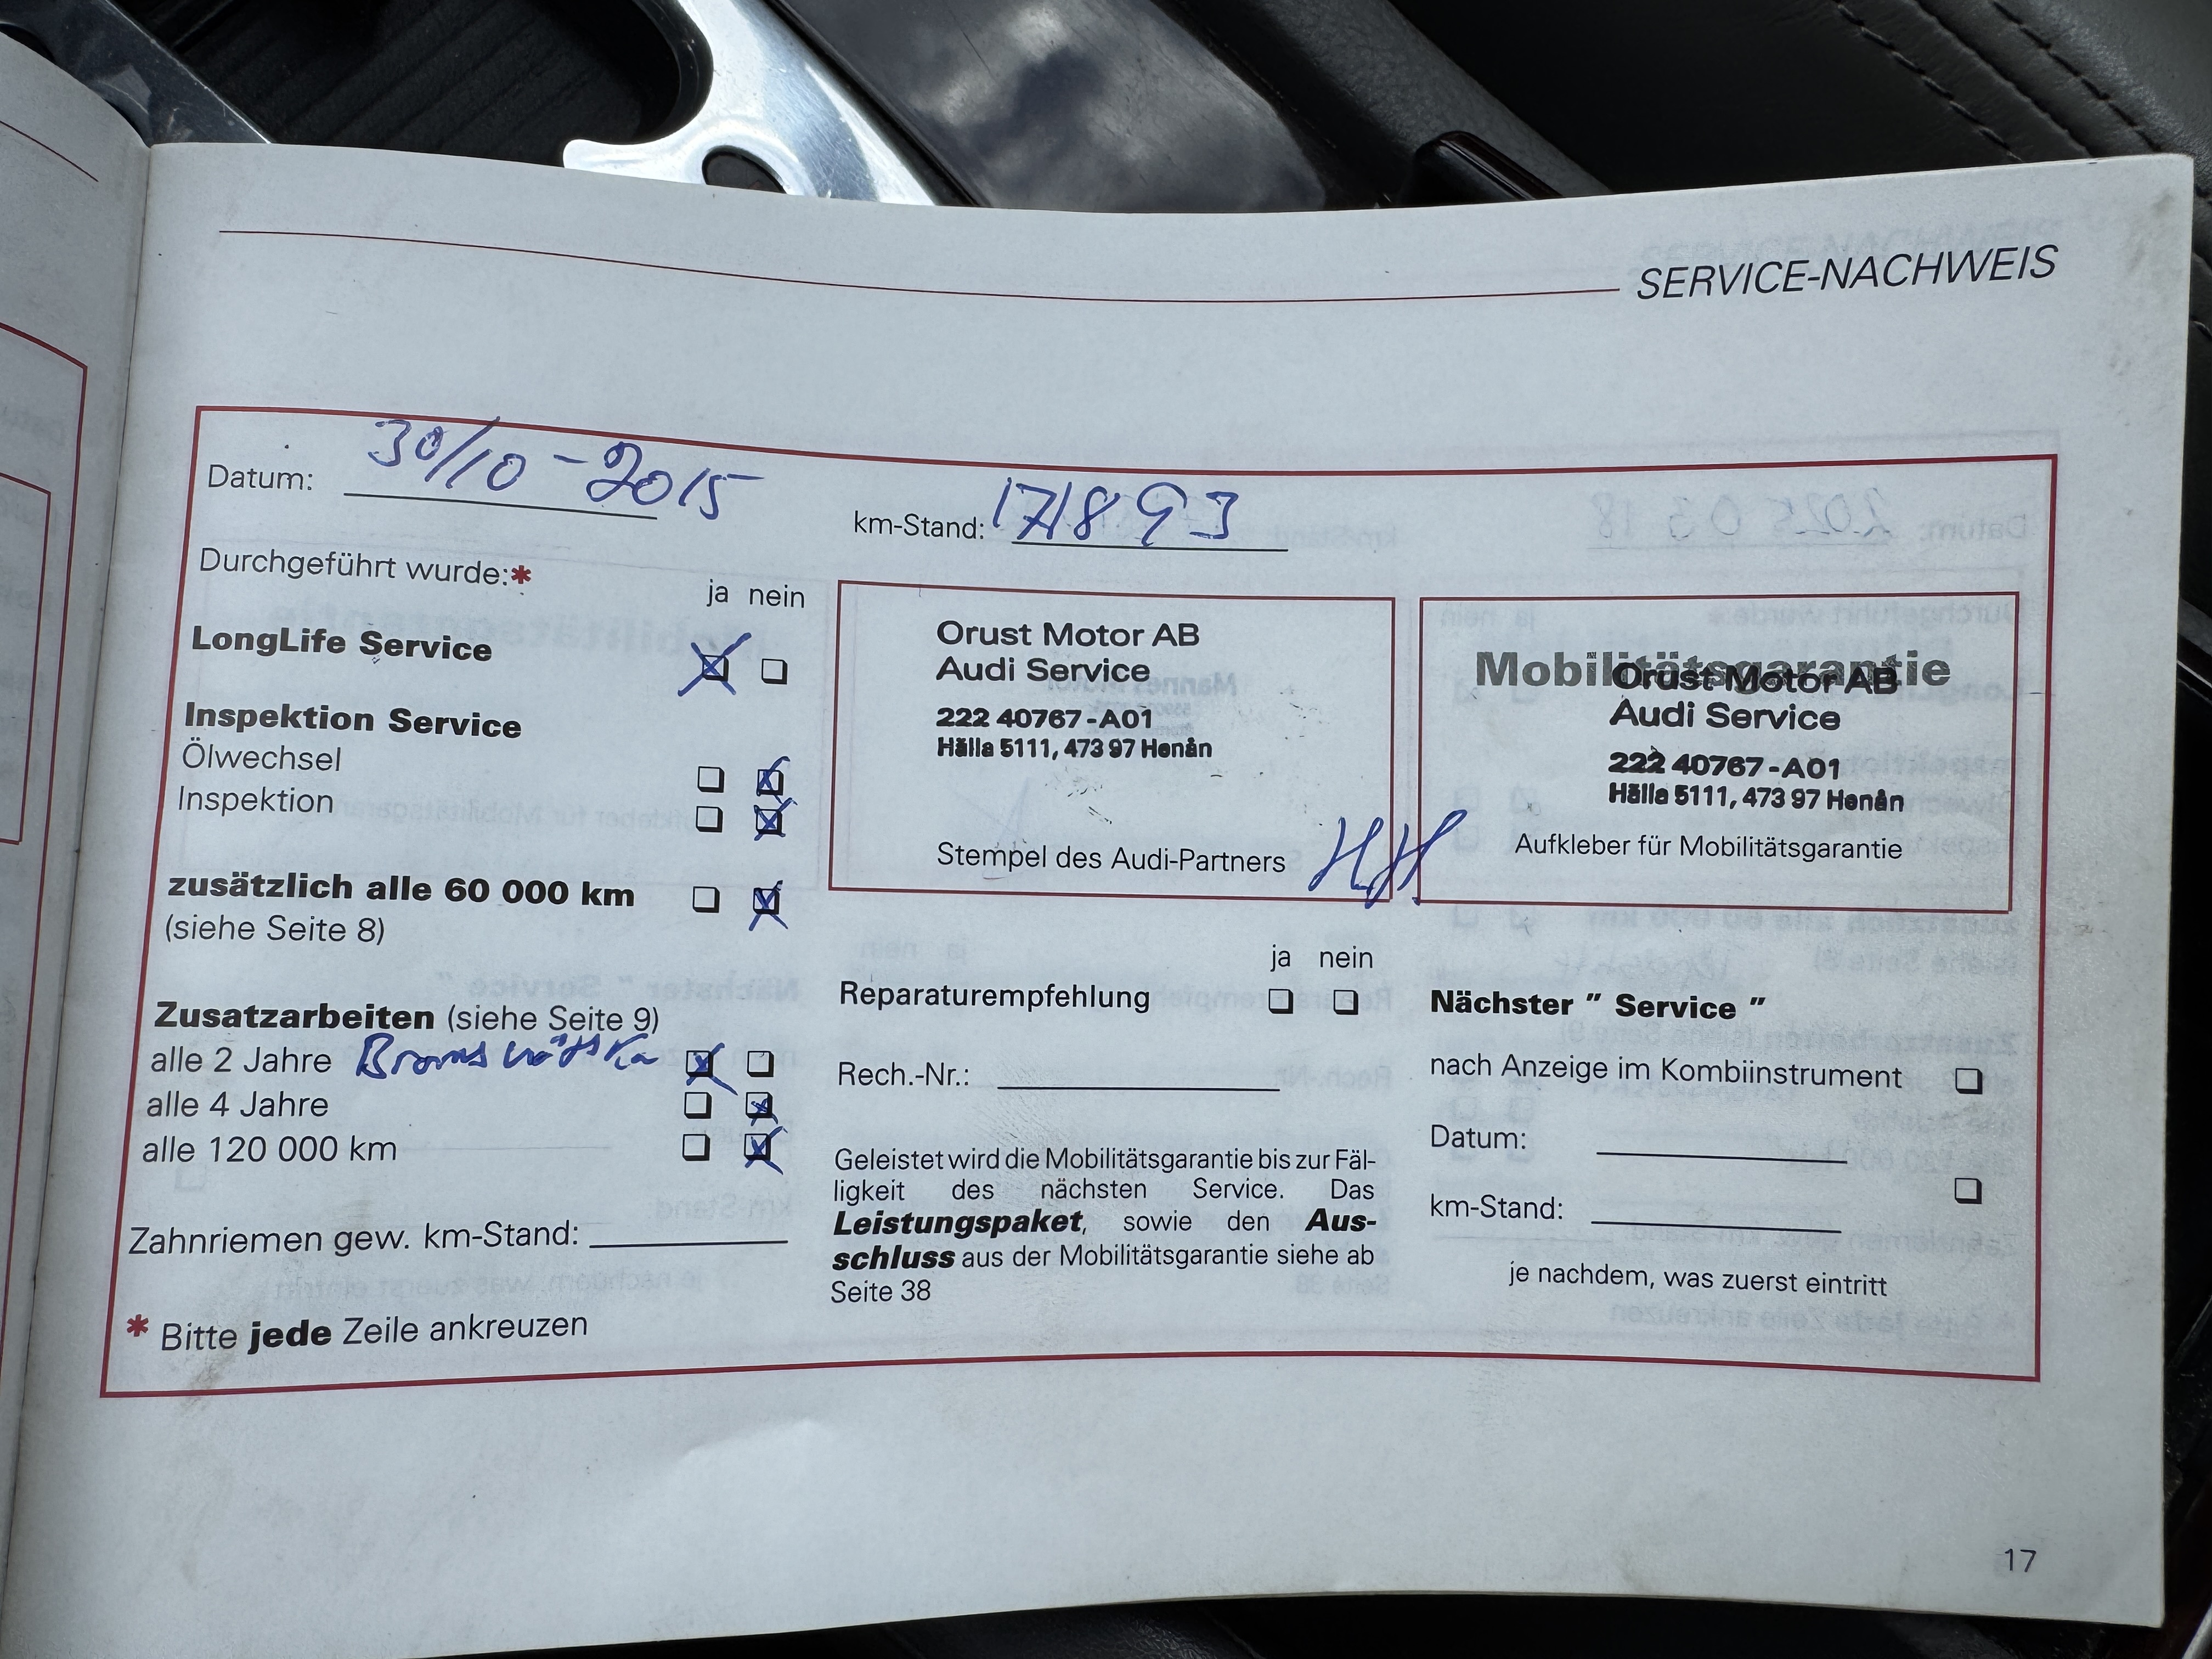 SERVICE-NACHWEIS
Datum: 30/10-2015
km-Stand: 171893
Durchgeführt wurde:*
ja nein
LongLife Service
Inspektion Service
Ölwechsel
Inspektion
zusätzlich alle 60 000 km
(siehe Seite 8)
Zusatzarbeiten (siehe Seite 9)
alle 2 Jahre Bromsvätska
alle 4 Jahre
alle 120 000 km
Zahnriemen gew. km-Stand:
* Bitte jede Zeile ankreuzen
Orust Motor AB
Audi Service
222 40767-A01
Hälla 5111, 473 97 Henån
Stempel des Audi-Partners
HH
Mobilitätsgarantie
Orust Motor AB
Audi Service
222 40767-A01
Hälla 5111, 473 97 Henån
Aufkleber für Mobilitätsgarantie
ja nein
Reparaturempfehlung
Rech.-Nr.:
Geleistet wird die Mobilitätsgarantie bis zur Fäl-
ligkeit des nächsten Service. Das
Leistungspaket, sowie den Aus-
schluss aus der Mobilitätsgarantie siehe ab
Seite 38
Nächster " Service "
nach Anzeige im Kombiinstrument
Datum:
km-Stand:
je nachdem, was zuerst eintritt
17